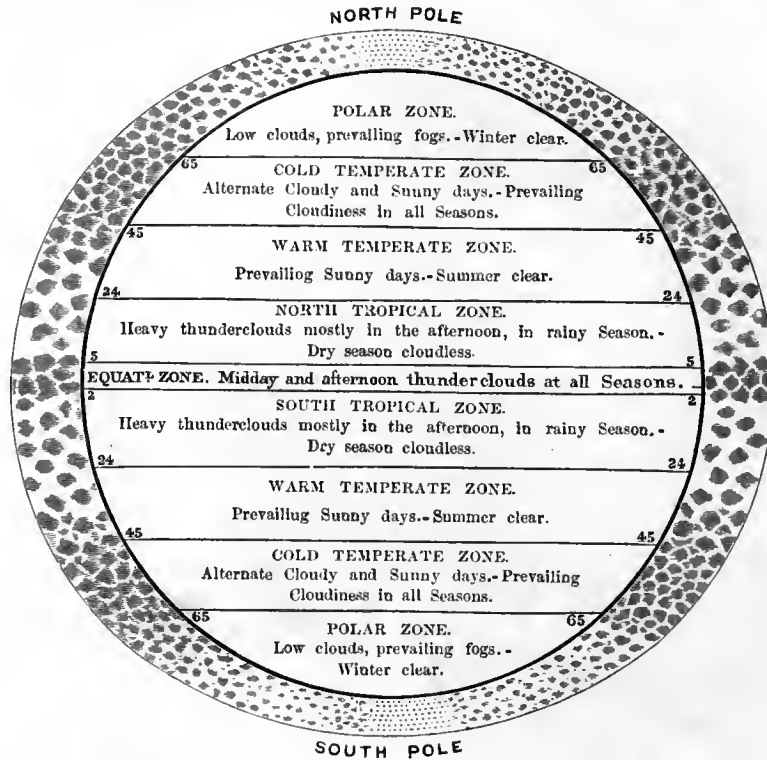 NORTH POLE
POLAR ZONE.
Low clouds, prevailing fogs.-Winter clear.
65 65
COLD TEMPERATE ZONE.
Alternate Cloudy and Sunny days.-Prevailing
Cloudiness in all Seasons.
45 45
WARM TEMPERATE ZONE.
Prevailing Sunny days.-Summer clear.
24 24
NORTH TROPICAL ZONE.
Heavy thunderclouds mostly in the afternoon, in rainy Season.-
Dry season cloudless.
5 5
EQUATL ZONE. Midday and afternoon thunderclouds at all Seasons.
2 2
SOUTH TROPICAL ZONE.
Heavy thunderclouds mostly in the afternoon, in rainy Season.-
Dry season cloudless.
24 24
WARM TEMPERATE ZONE.
Prevailing Sunny days.-Summer clear.
45 45
COLD TEMPERATE ZONE.
Alternate Cloudy and Sunny days.-Prevailing
Cloudiness in all Seasons.
65 65
POLAR ZONE.
Low clouds, prevailing fogs.-
Winter clear.
SOUTH POLE